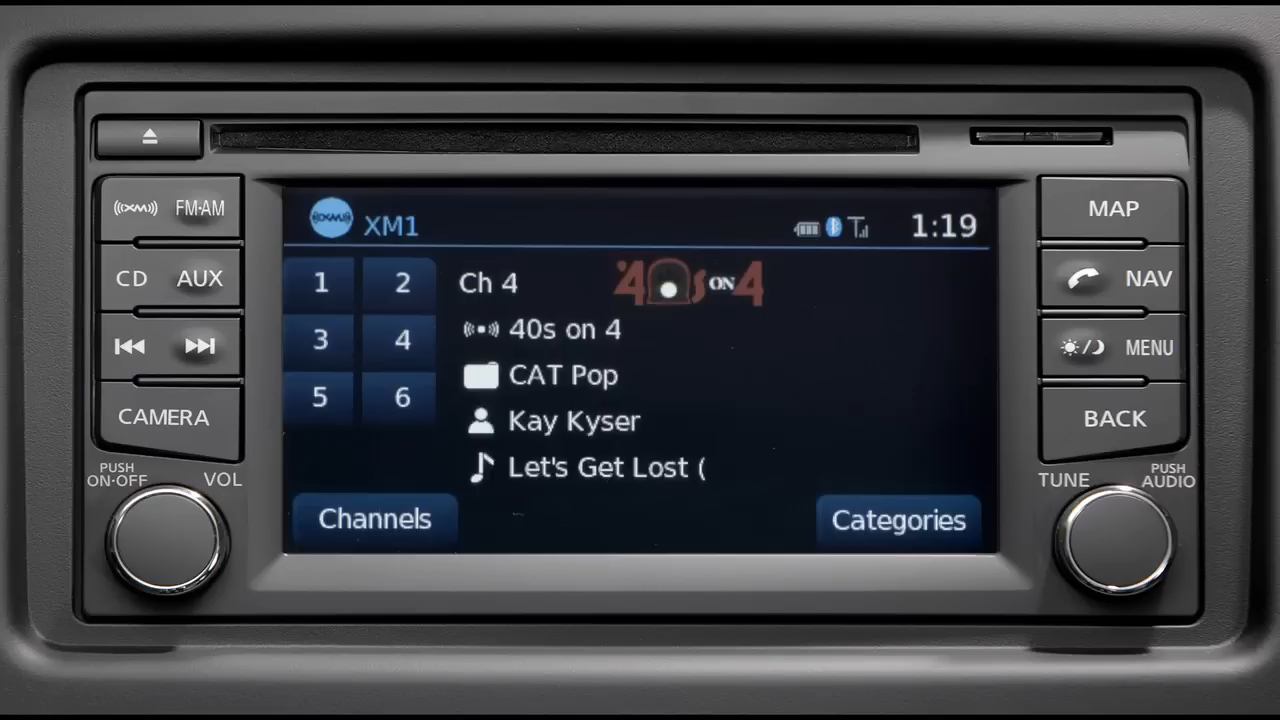 XM FM·AM
CD AUX
CAMERA
PUSH
ON·OFF
VOL
XM XM1
1:19
1 2
3 4
5 6
Ch 4
'40s ON 4
40s on 4
CAT Pop
Kay Kyser
Let's Get Lost (
Channels
Categories
MAP
NAV
MENU
BACK
TUNE
PUSH
AUDIO